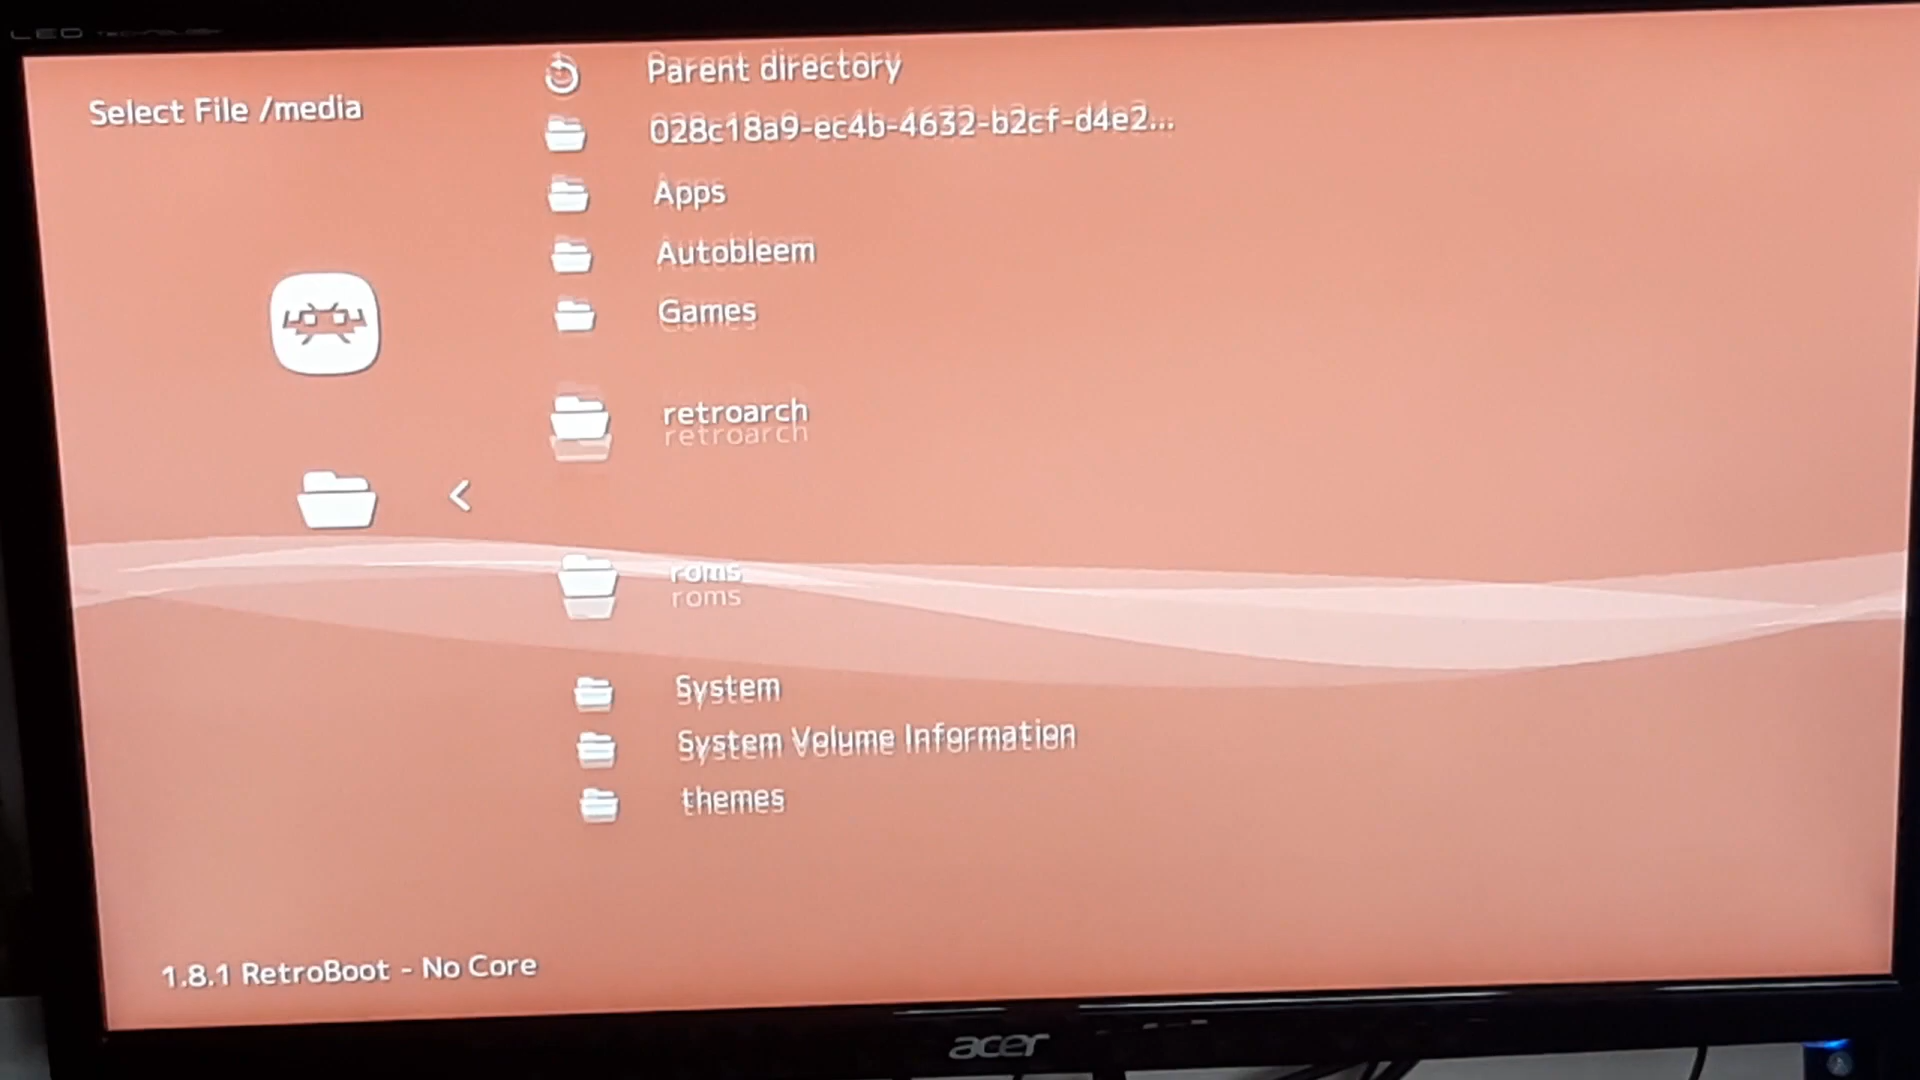 LED
Parent directory
Select File /media
028c18a9-ec4b-4632-b2cf-d4e2...
Apps
Autobleem
Games
retroarch
roms
System
System Volume Information
themes
1.8.1 RetroBoot - No Core
acer